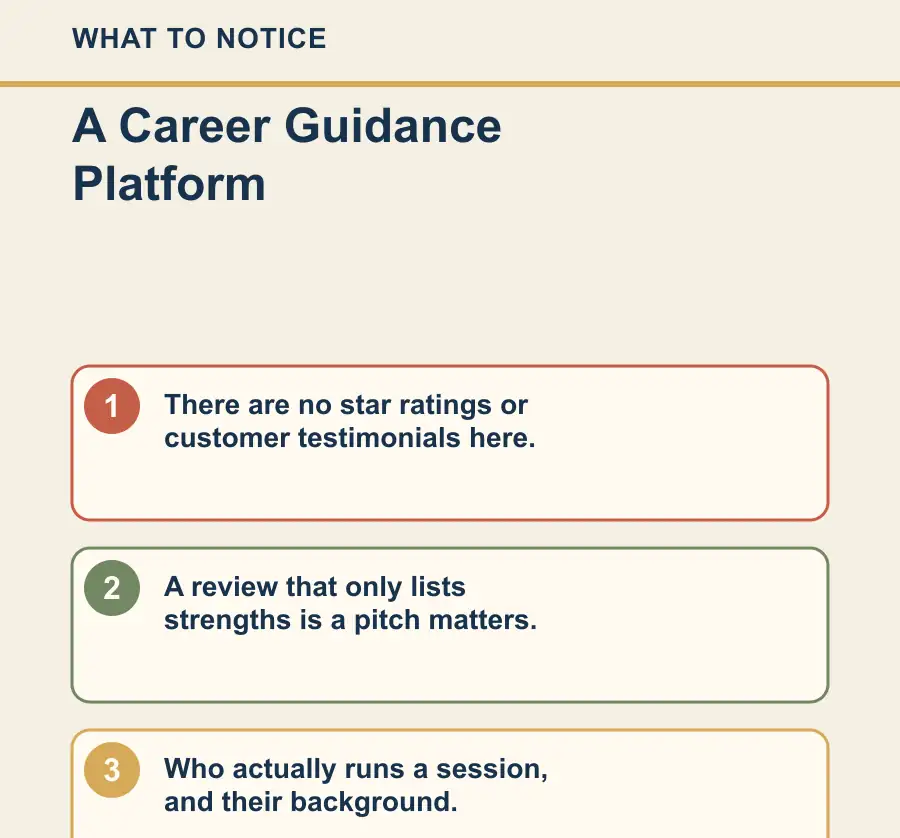 WHAT TO NOTICE
A Career Guidance
Platform
1
There are no star ratings or
customer testimonials here.
2
A review that only lists
strengths is a pitch matters.
3
Who actually runs a session,
and their background.